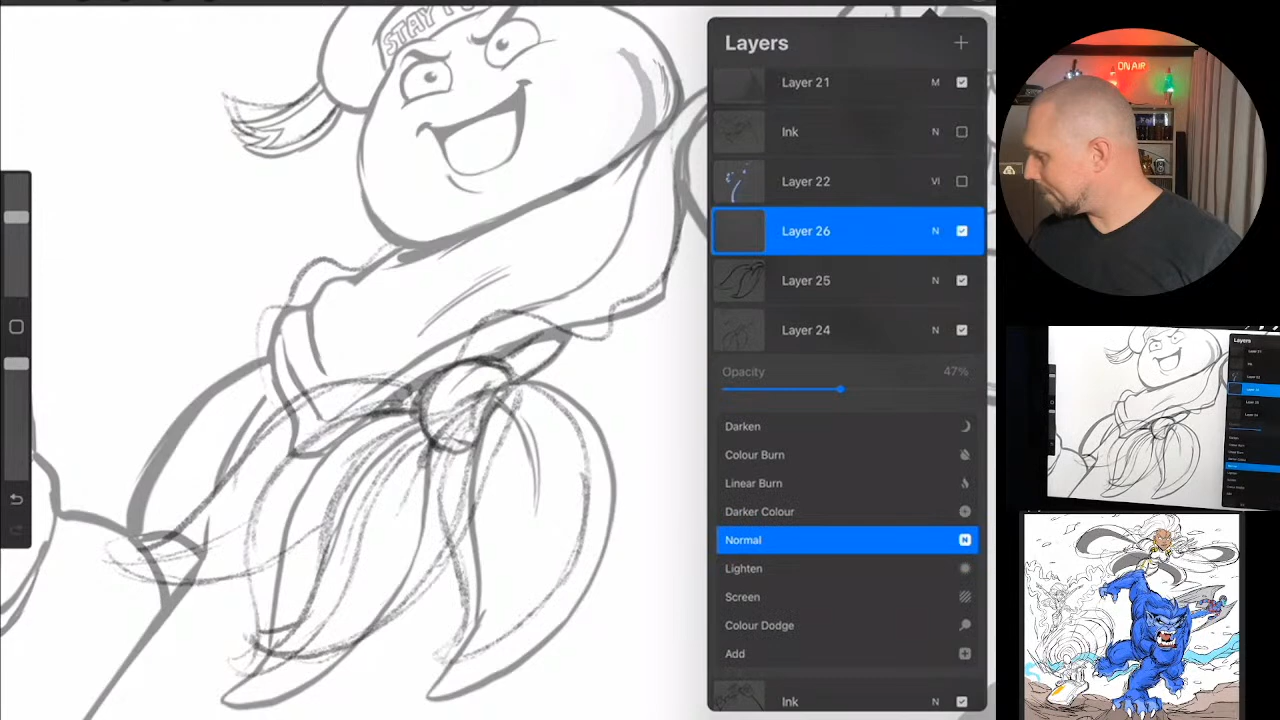 STAY
Layers
Layer 21
M
Ink
N
Layer 22
VI
Layer 26
N
Layer 25
N
Layer 24
N
Opacity
47%
Darken
Colour Burn
Linear Burn
Darker Colour
Normal
N
Lighten
Screen
Colour Dodge
Add
Ink
N
ON AIR
Layers